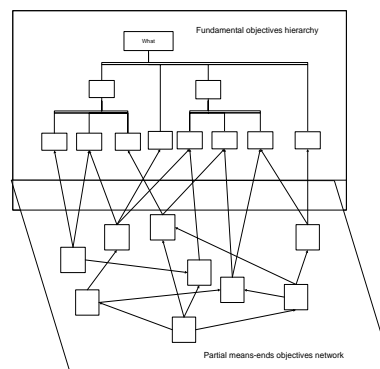 Fundamental objectives hierarchy
What
Partial means-ends objectives network